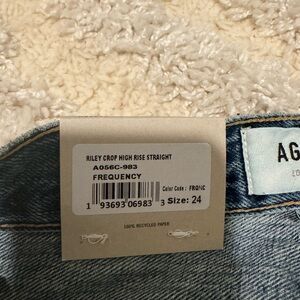 RILEY CROP HIGH RISE STRAIGHT
A056C-983
FREQUENCY
Color Code : FRQNC
1 93693 06983 3 Size: 24
100% RECYCLED PAPER
AG